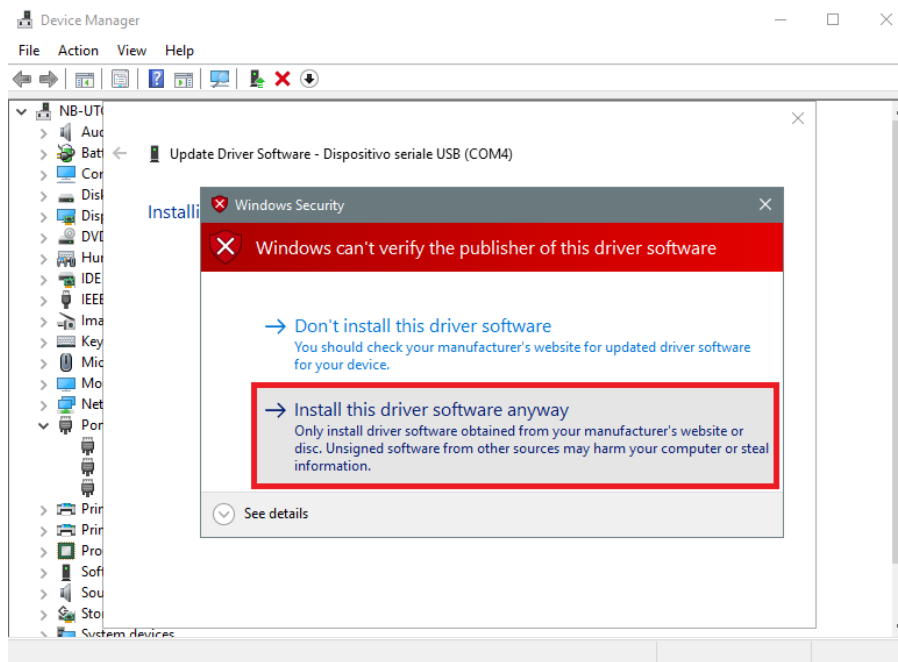 Device Manager
File Action View Help
NB-UT
Aud
Batt
Update Driver Software - Dispositivo seriale USB (COM4)
Disk
Installi
Windows Security
Windows can't verify the publisher of this driver software
DVD
Hum
IDE
IEEE
Don't install this driver software
Ima
You should check your manufacturer's website for updated driver software
Key
for your device.
Mic
Mo
Net
Install this driver software anyway
Por
Only install driver software obtained from your manufacturer's website or
disc. Unsigned software from other sources may harm your computer or steal
information.
Prin
Prin
See details
Pro
Soft
Sou
Stor
System devices